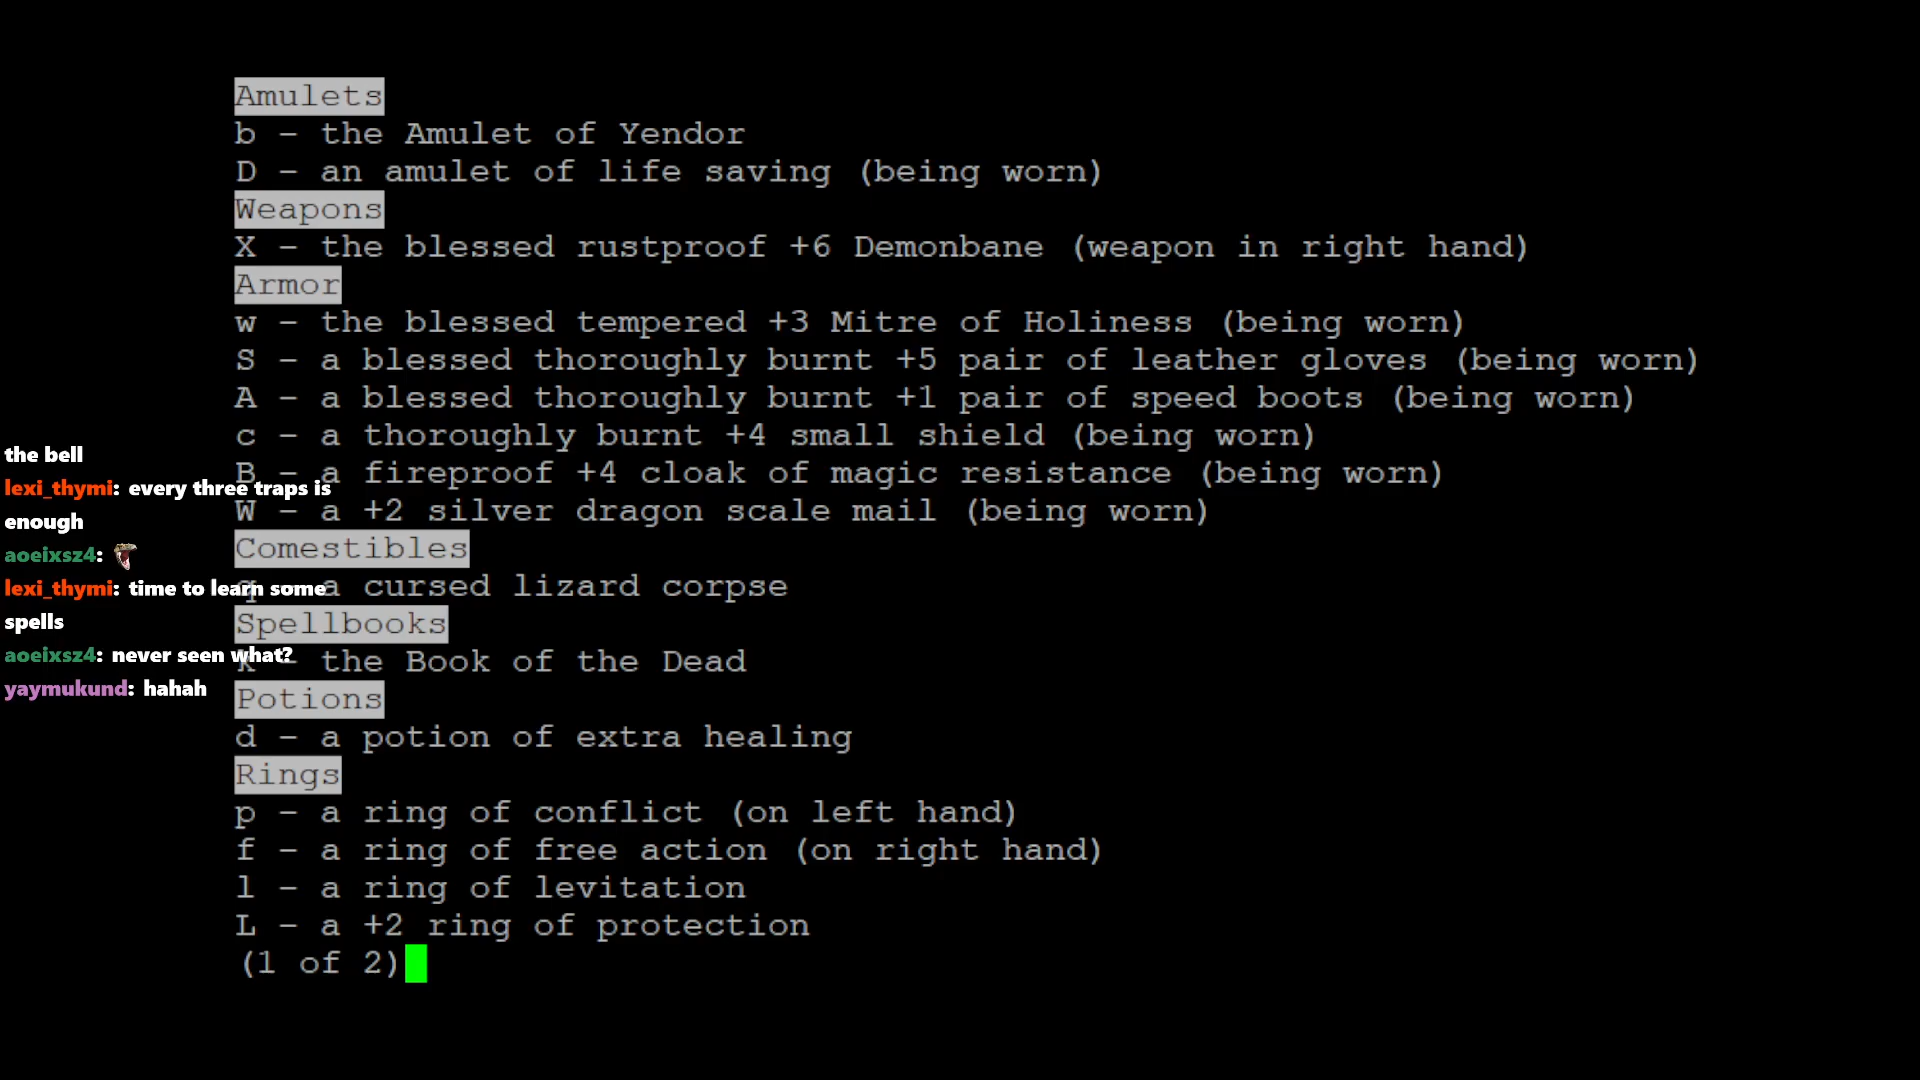 Amulets
b - the Amulet of Yendor
D - an amulet of life saving (being worn)
Weapons
X - the blessed rustproof +6 Demonbane (weapon in right hand)
Armor
w - the blessed tempered +3 Mitre of Holiness (being worn)
S - a blessed thoroughly burnt +5 pair of leather gloves (being worn)
A - a blessed thoroughly burnt +1 pair of speed boots (being worn)
c - a thoroughly burnt +4 small shield (being worn)
B - a fireproof +4 cloak of magic resistance (being worn)
W - a +2 silver dragon scale mail (being worn)
Comestibles
q - a cursed lizard corpse
Spellbooks
k - the Book of the Dead
Potions
d - a potion of extra healing
Rings
p - a ring of conflict (on left hand)
f - a ring of free action (on right hand)
l - a ring of levitation
L - a +2 ring of protection
(1 of 2)
the bell
lexi_thymi: every three traps is
enough
aoeixsz4:
lexi_thymi: time to learn some
spells
aoeixsz4: never seen what?
yaymukund: hahah